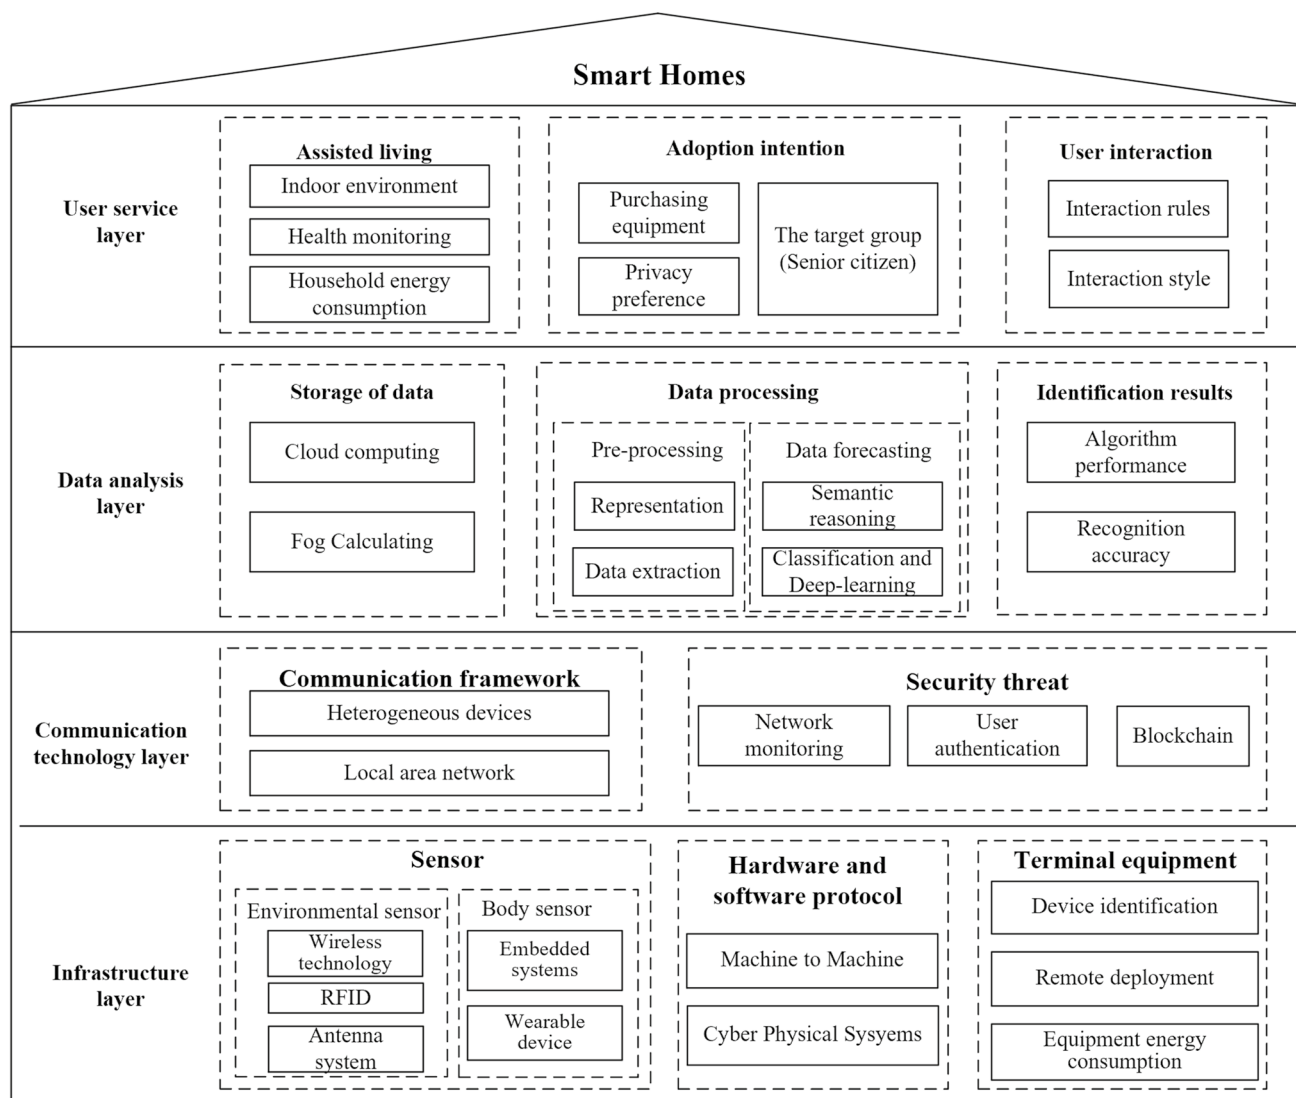 Smart Homes
User service
layer
Assisted living
Indoor environment
Health monitoring
Household energy
consumption
Adoption intention
Purchasing
equipment
Privacy
preference
The target group
(Senior citizen)
User interaction
Interaction rules
Interaction style
Data analysis
layer
Storage of data
Cloud computing
Fog Calculating
Data processing
Pre-processing
Representation
Data extraction
Data forecasting
Semantic
reasoning
Classification and
Deep-learning
Identification results
Algorithm
performance
Recognition
accuracy
Communication
technology layer
Communication framework
Heterogeneous devices
Local area network
Security threat
Network
monitoring
User
authentication
Blockchain
Infrastructure
layer
Sensor
Environmental sensor
Wireless
technology
RFID
Antenna
system
Body sensor
Embedded
systems
Wearable
device
Hardware and
software protocol
Machine to Machine
Cyber Physical Sysyems
Terminal equipment
Device identification
Remote deployment
Equipment energy
consumption